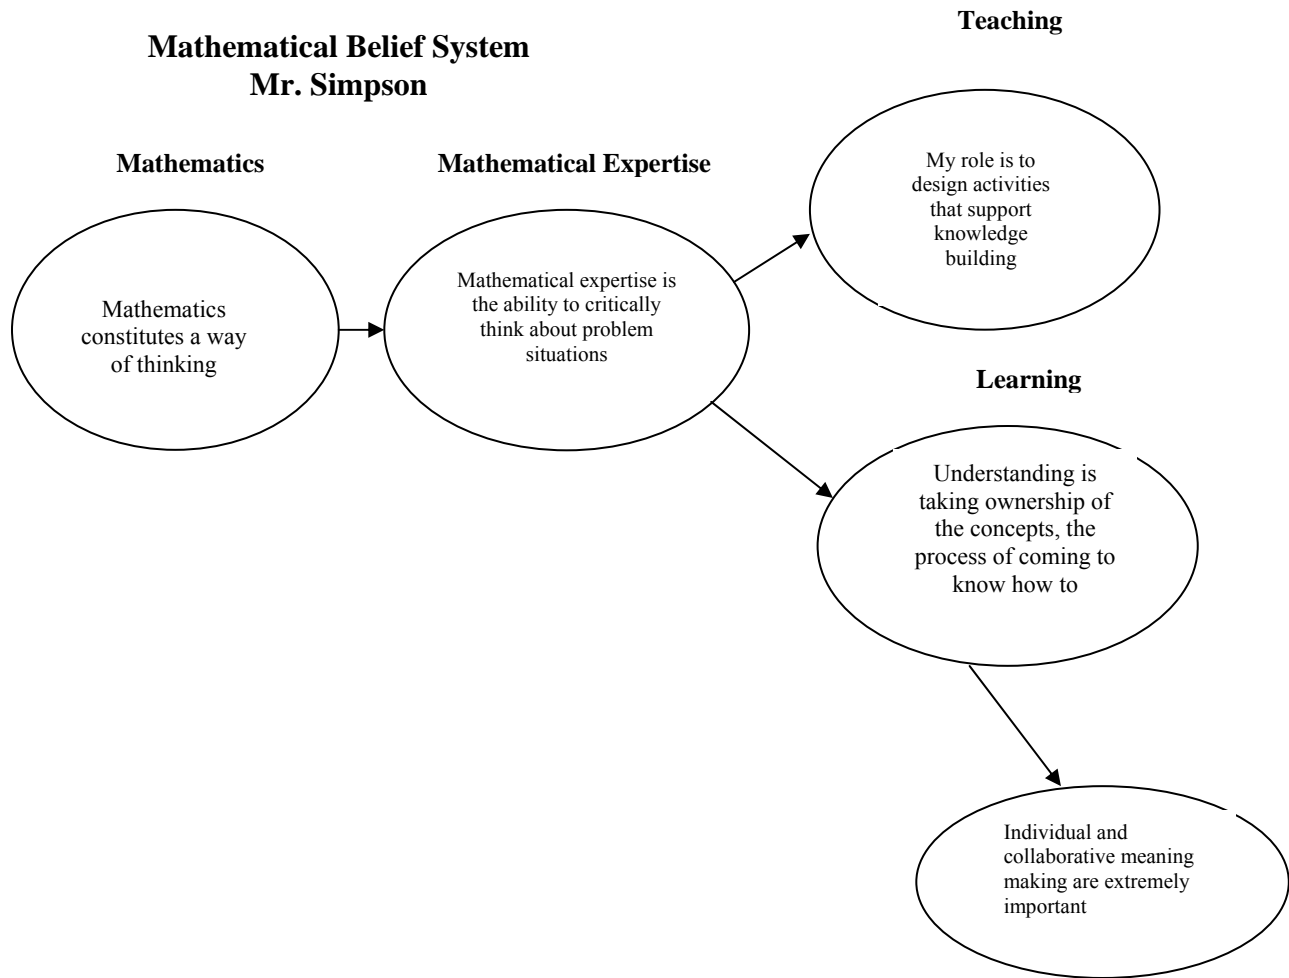 Mathematical Belief System
Mr. Simpson
Teaching
Mathematics
Mathematical Expertise
Mathematics
constitutes a way
of thinking
Mathematical expertise is
the ability to critically
think about problem
situations
My role is to
design activities
that support
knowledge
building
Learning
Understanding is
taking ownership of
the concepts, the
process of coming to
know how to
Individual and
collaborative meaning
making are extremely
important